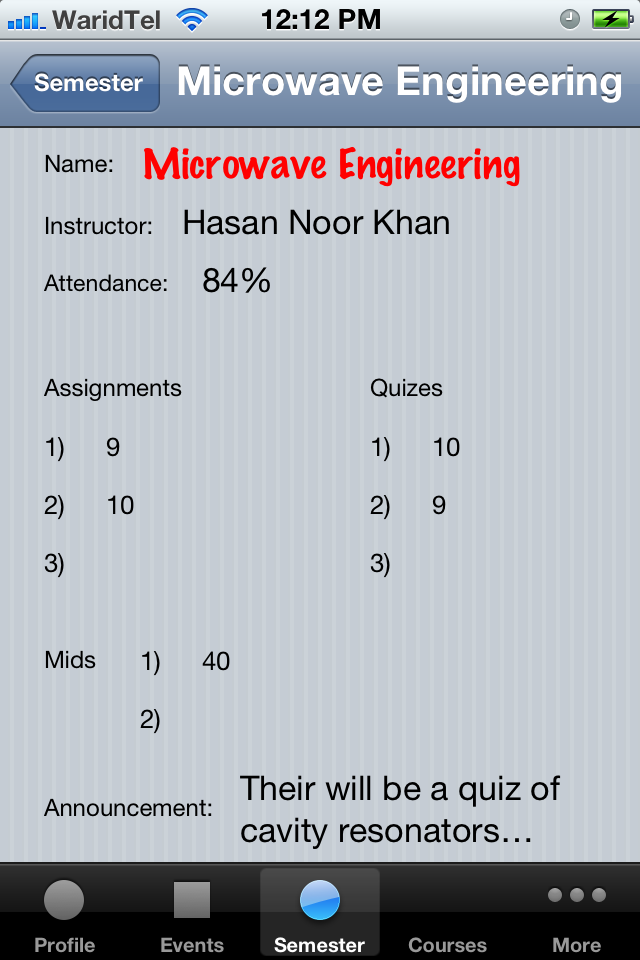 WaridTel 12:12 PM
Semester Microwave Engineering
Name: Microwave Engineering
Instructor: Hasan Noor Khan
Attendance: 84%
Assignments Quizes
1) 9 1) 10
2) 10 2) 9
3) 3)
Mids 1) 40
2)
Announcement: Their will be a quiz of
cavity resonators...
Profile Events Semester Courses More